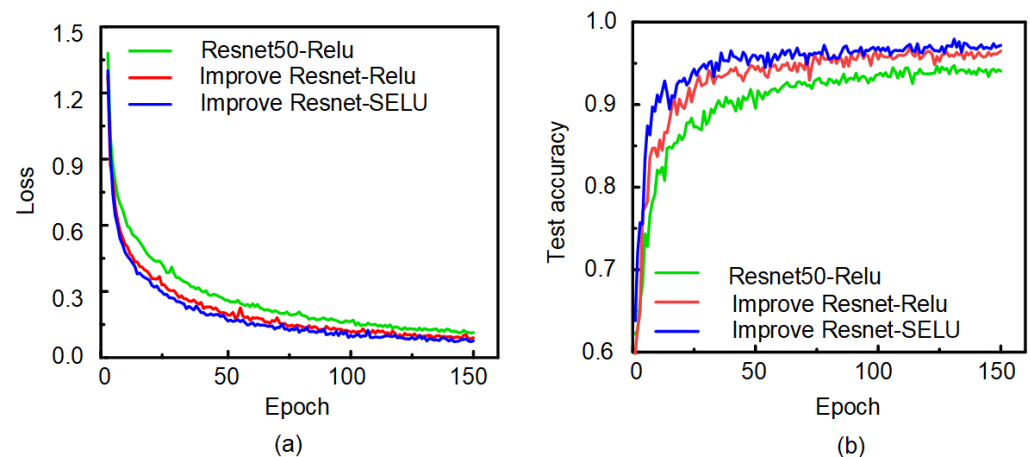 1.5
1.2
0.9
0.6
0.3
0.0
Loss
Resnet50-Relu
Improve Resnet-Relu
Improve Resnet-SELU
0
50
100
150
Epoch
(a)
1.0
0.9
0.8
0.7
0.6
Test accuracy
Resnet50-Relu
Improve Resnet-Relu
Improve Resnet-SELU
0
50
100
150
Epoch
(b)